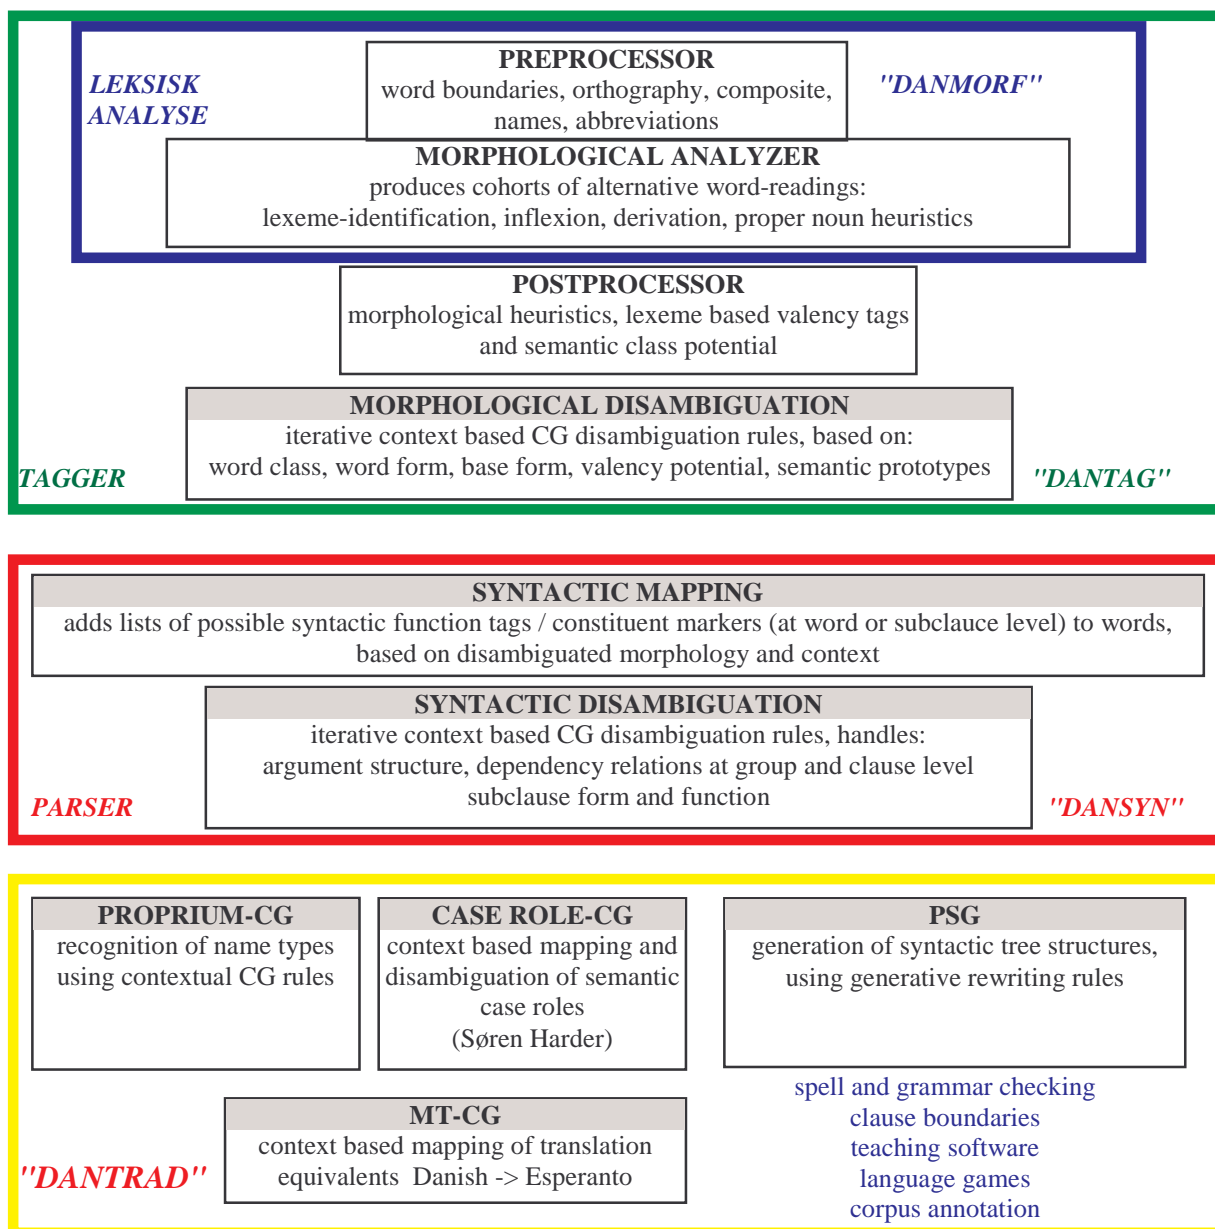 LEKSISK
ANALYSE
PREPROCESSOR
word boundaries, orthography, composite,
names, abbreviations
"DANMORF"
MORPHOLOGICAL ANALYZER
produces cohorts of alternative word-readings:
lexeme-identification, inflexion, derivation, proper noun heuristics
POSTPROCESSOR
morphological heuristics, lexeme based valency tags
and semantic class potential
MORPHOLOGICAL DISAMBIGUATION
iterative context based CG disambiguation rules, based on:
word class, word form, base form, valency potential, semantic prototypes
TAGGER
"DANTAG"
SYNTACTIC MAPPING
adds lists of possible syntactic function tags / constituent markers (at word or subclauce level) to words,
based on disambiguated morphology and context
SYNTACTIC DISAMBIGUATION
iterative context based CG disambiguation rules, handles:
argument structure, dependency relations at group and clause level
subclause form and function
PARSER
"DANSYN"
PROPRIUM-CG
recognition of name types
using contextual CG rules
CASE ROLE-CG
context based mapping and
disambiguation of semantic
case roles
(Søren Harder)
PSG
generation of syntactic tree structures,
using generative rewriting rules
MT-CG
context based mapping of translation
equivalents  Danish -> Esperanto
"DANTRAD"
spell and grammar checking
clause boundaries
teaching software
language games
corpus annotation